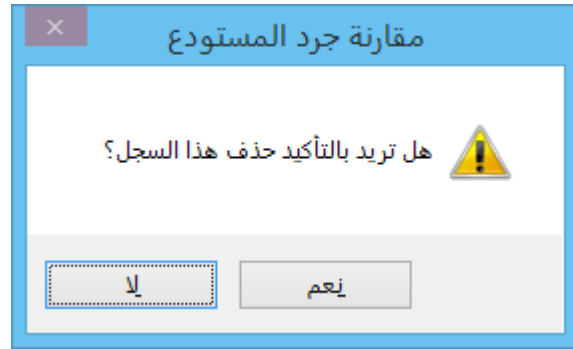 مقارنة جرد المستودع
هل تريد بالتأكيد حذف هذا السجل؟
نعم
لا